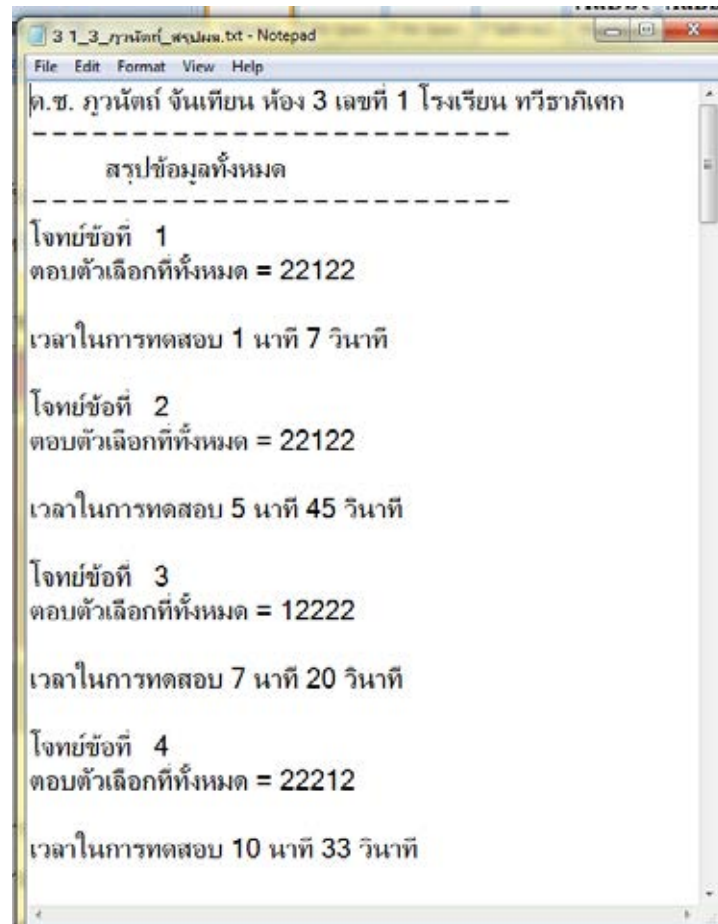 3 1_3_ภูวนัตถ์_สรุปผล.txt - Notepad
File Edit Format View Help
ด.ช. ภูวนัตถ์ จันเทียน ห้อง 3 เลขที่ 1 โรงเรียน ทวีธาภิเศก
--------------------------
สรุปข้อมูลทั้งหมด
--------------------------
โจทย์ข้อที่ 1
ตอบตัวเลือกที่ทั้งหมด = 22122
เวลาในการทดสอบ 1 นาที 7 วินาที
โจทย์ข้อที่ 2
ตอบตัวเลือกที่ทั้งหมด = 22122
เวลาในการทดสอบ 5 นาที 45 วินาที
โจทย์ข้อที่ 3
ตอบตัวเลือกที่ทั้งหมด = 12222
เวลาในการทดสอบ 7 นาที 20 วินาที
โจทย์ข้อที่ 4
ตอบตัวเลือกที่ทั้งหมด = 22212
เวลาในการทดสอบ 10 นาที 33 วินาที